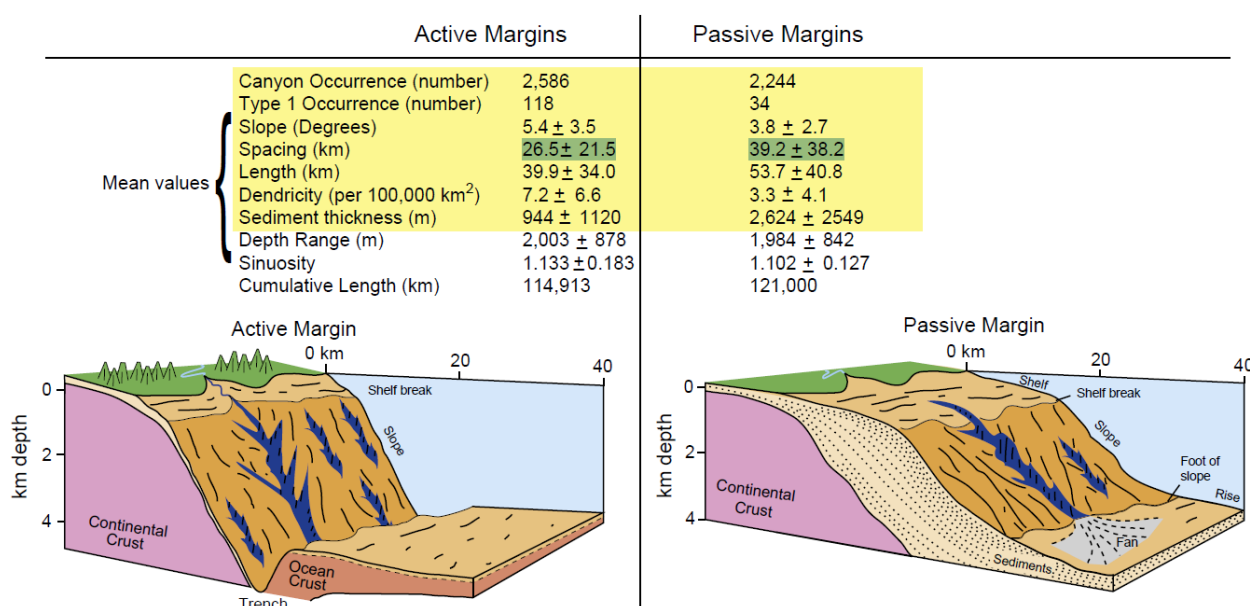 Active Margins Passive Margins
Canyon Occurrence (number) 2,586 2,244
Type 1 Occurrence (number) 118 34
Slope (Degrees) 5.4 ± 3.5 3.8 ± 2.7
Spacing (km) 26.5 ± 21.5 39.2 ± 38.2
Length (km) 39.9 ± 34.0 53.7 ± 40.8
Mean values
Dendricity (per 100,000 km²) 7.2 ± 6.6 3.3 ± 4.1
Sediment thickness (m) 944 ± 1120 2,624 ± 2549
Depth Range (m) 2,003 ± 878 1,984 ± 842
Sinuosity 1.133 ± 0.183 1.102 ± 0.127
Cumulative Length (km) 114,913 121,000
Active Margin
0 km 20 40
0
2
4
km depth
Shelf break
Slope
Continental
Crust
Ocean
Crust
Trench
Passive Margin
0 km 20 40
0
2
4
km depth
Shelf
Shelf break
Slope
Foot of
slope
Rise
Continental
Crust
Fan
Sediments